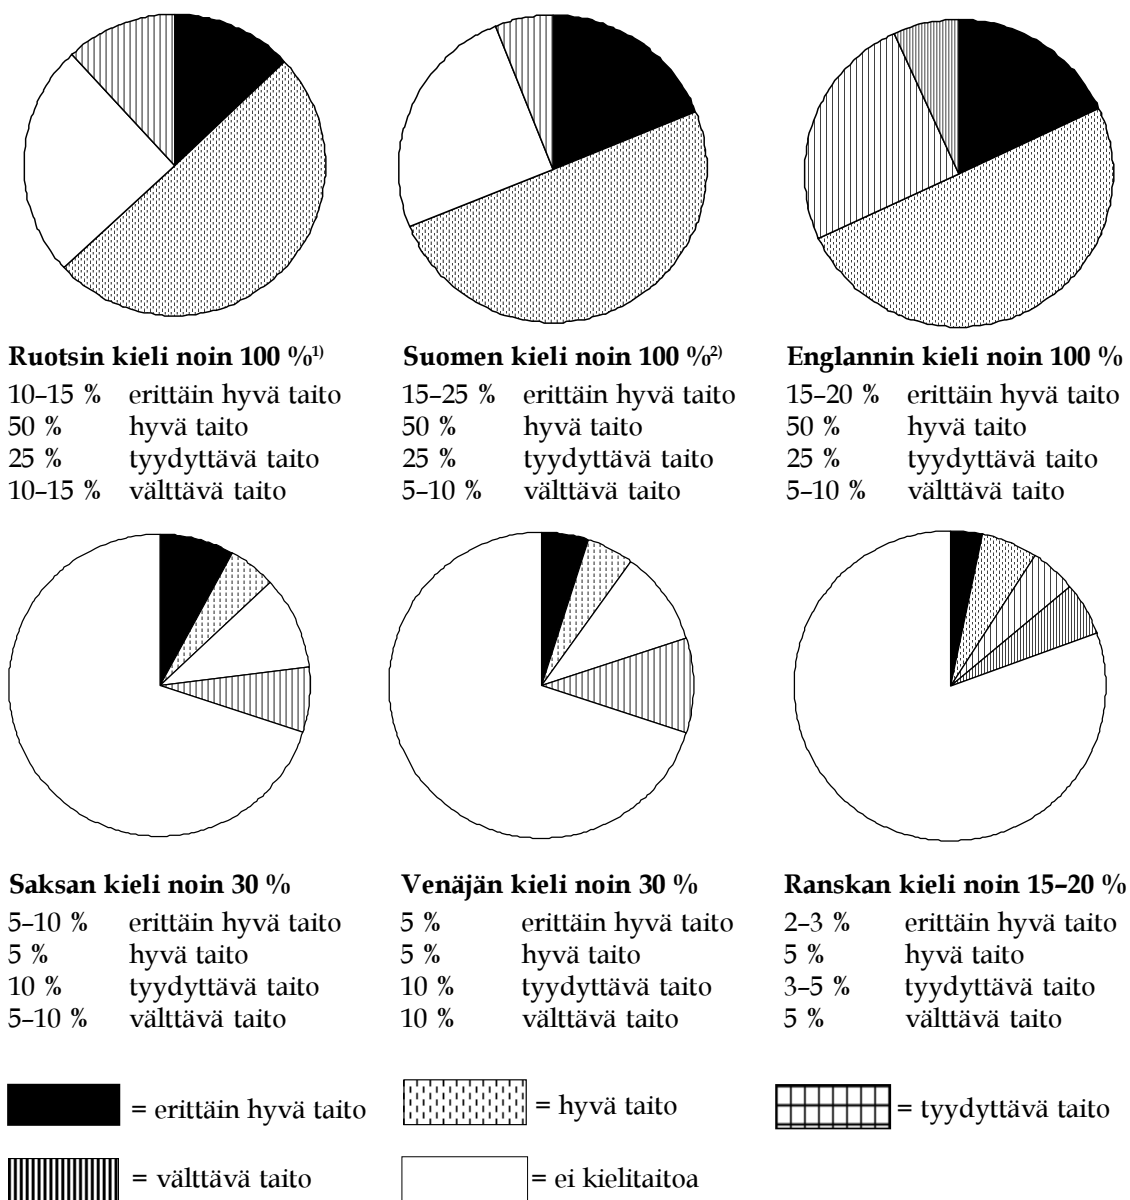 Ruotsin kieli noin 100 %¹⁾
10–15 % erittäin hyvä taito
50 % hyvä taito
25 % tyydyttävä taito
10–15 % välttävä taito
Suomen kieli noin 100 %²⁾
15–25 % erittäin hyvä taito
50 % hyvä taito
25 % tyydyttävä taito
5–10 % välttävä taito
Englannin kieli noin 100 %
15–20 % erittäin hyvä taito
50 % hyvä taito
25 % tyydyttävä taito
5–10 % välttävä taito
Saksan kieli noin 30 %
5–10 % erittäin hyvä taito
5 % hyvä taito
10 % tyydyttävä taito
5–10 % välttävä taito
Venäjän kieli noin 30 %
5 % erittäin hyvä taito
5 % hyvä taito
10 % tyydyttävä taito
10 % välttävä taito
Ranskan kieli noin 15–20 %
2–3 % erittäin hyvä taito
5 % hyvä taito
3–5 % tyydyttävä taito
5 % välttävä taito
= erittäin hyvä taito
= hyvä taito
= tyydyttävä taito
= välttävä taito
= ei kielitaitoa